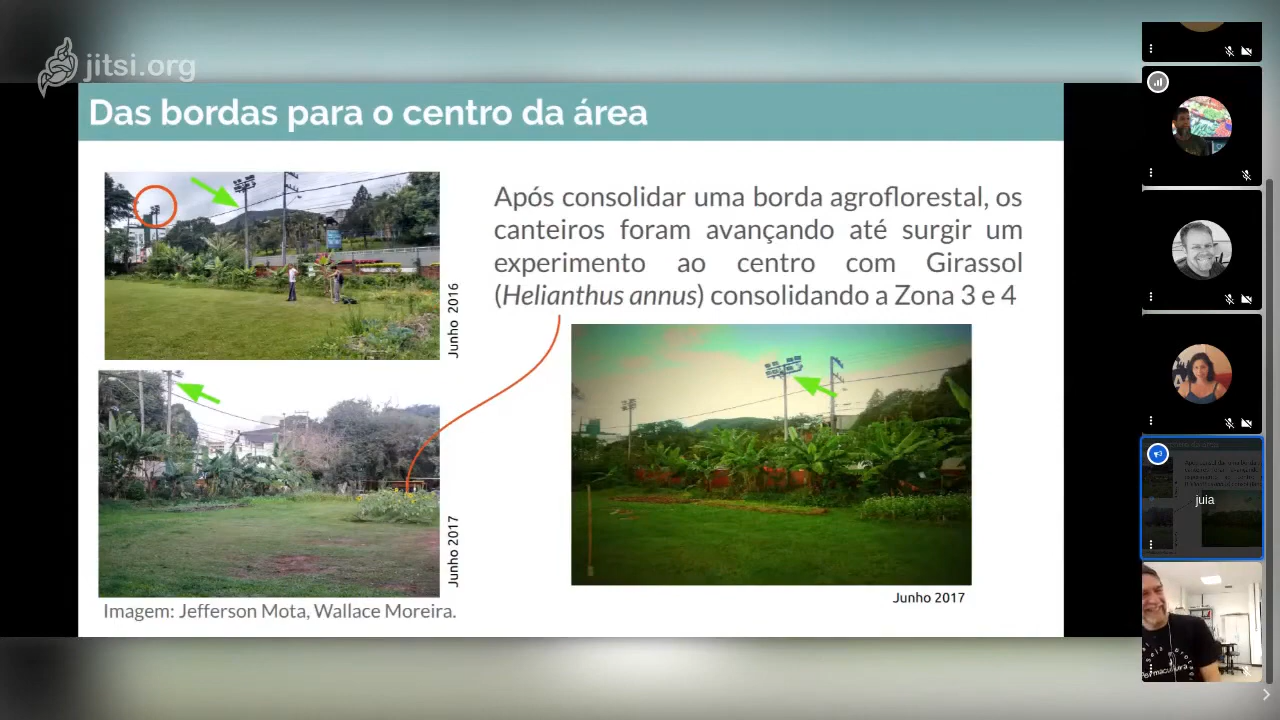 jitsi.org
Das bordas para o centro da área
Após consolidar uma borda agroflorestal, os
canteiros foram avançando até surgir um
experimento ao centro com Girassol
(Helianthus annus) consolidando a Zona 3 e 4
Junho 2016
Junho 2017
Imagem: Jefferson Mota, Wallace Moreira.
Junho 2017
juia